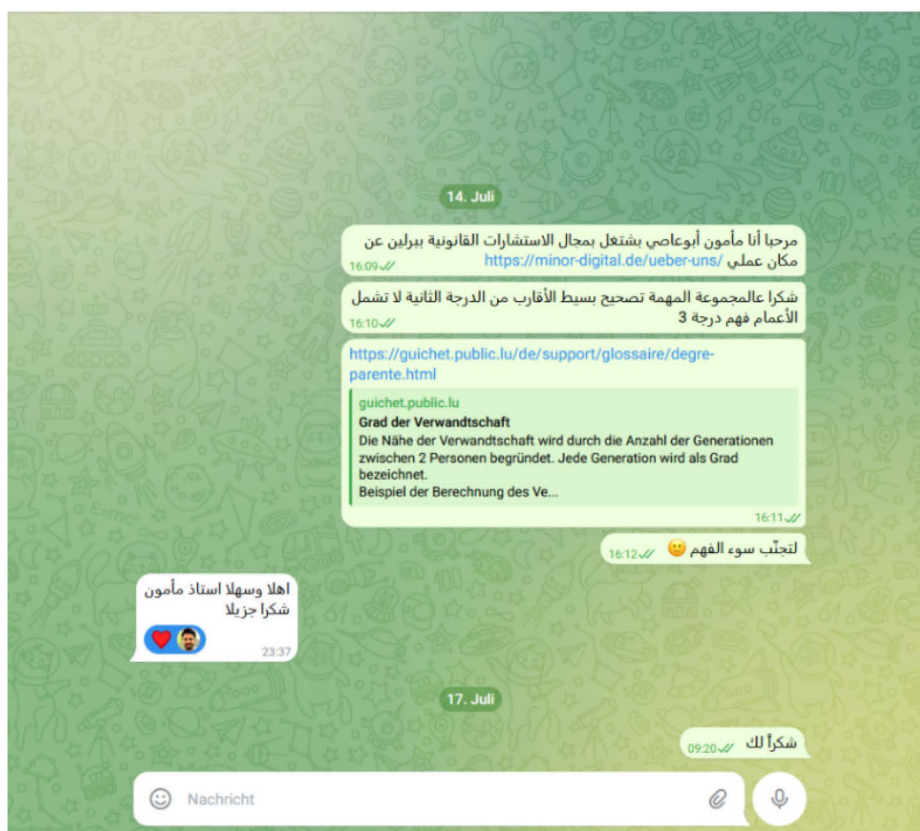 14. Juli
مرحبا أنا مأمون أبوعاصي بشتغل بمجال الاستشارات القانونية ببرلين عن
مكان عملي https://minor-digital.de/ueber-uns/
16:09
شكرا عالمجموعة المهمة تصحيح بسيط الأقارب من الدرجة الثانية لا تشمل
الأعمام فهم درجة 3
16:10
https://guichet.public.lu/de/support/glossaire/degre-
parente.html
guichet.public.lu
Grad der Verwandtschaft
Die Nähe der Verwandtschaft wird durch die Anzahl der Generationen
zwischen 2 Personen begründet. Jede Generation wird als Grad
bezeichnet.
Beispiel der Berechnung des Ve...
16:11
لتجنّب سوء الفهم 🙂 16:12
اهلا وسهلا استاذ مأمون
شكرا جزيلا
23:37
17. Juli
شكراً لك 09:20
Nachricht